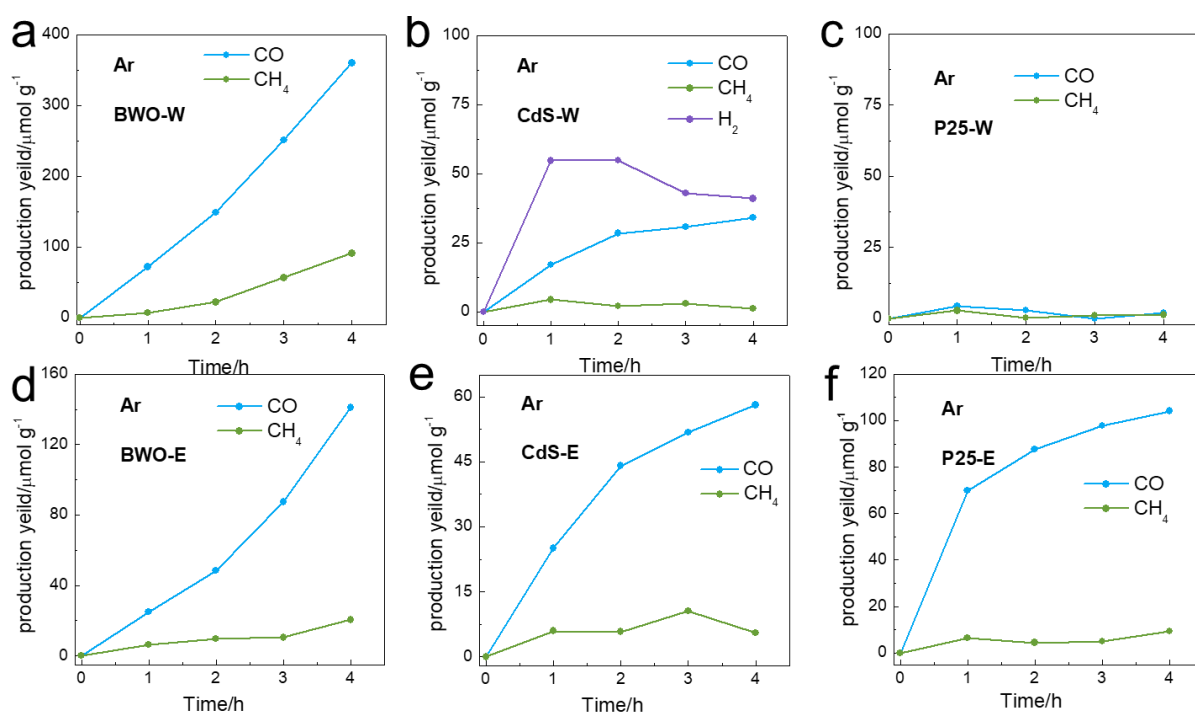 a
400
300
200
100
0
production yeild/μmol g⁻¹
Ar
BWO-W
CO
CH₄
0 1 2 3 4
Time/h
b
100
75
50
25
0
production yeild/μmol g⁻¹
Ar
CdS-W
CO
CH₄
H₂
0 1 2 3 4
Time/h
c
100
75
50
25
0
production yeild/μmol g⁻¹
Ar
P25-W
CO
CH₄
0 1 2 3 4
Time/h
d
160
120
80
40
0
production yeild/μmol g⁻¹
Ar
BWO-E
CO
CH₄
0 1 2 3 4
Time/h
e
60
45
30
15
0
production yeild/μmol g⁻¹
Ar
CdS-E
CO
CH₄
0 1 2 3 4
Time/h
f
120
100
80
60
40
20
0
production yeild/μmol g⁻¹
Ar
P25-E
CO
CH₄
0 1 2 3 4
Time/h